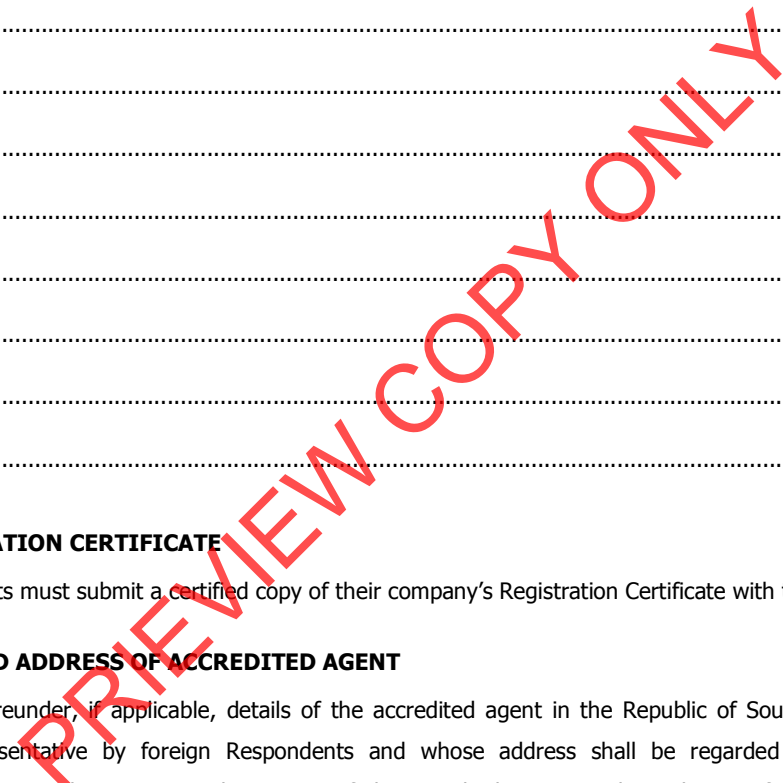 ................................................................................
................................................................................
................................................................................
................................................................................
................................................................................
................................................................................
................................................................................
................................................................................
ATION CERTIFICATE
ts must submit a certified copy of their company’s Registration Certificate with
D ADDRESS OF ACCREDITED AGENT
reunder, if applicable, details of the accredited agent in the Republic of Sou
sentative by foreign Respondents and whose address shall be regarded
PRIEVIEW COPY ONLY